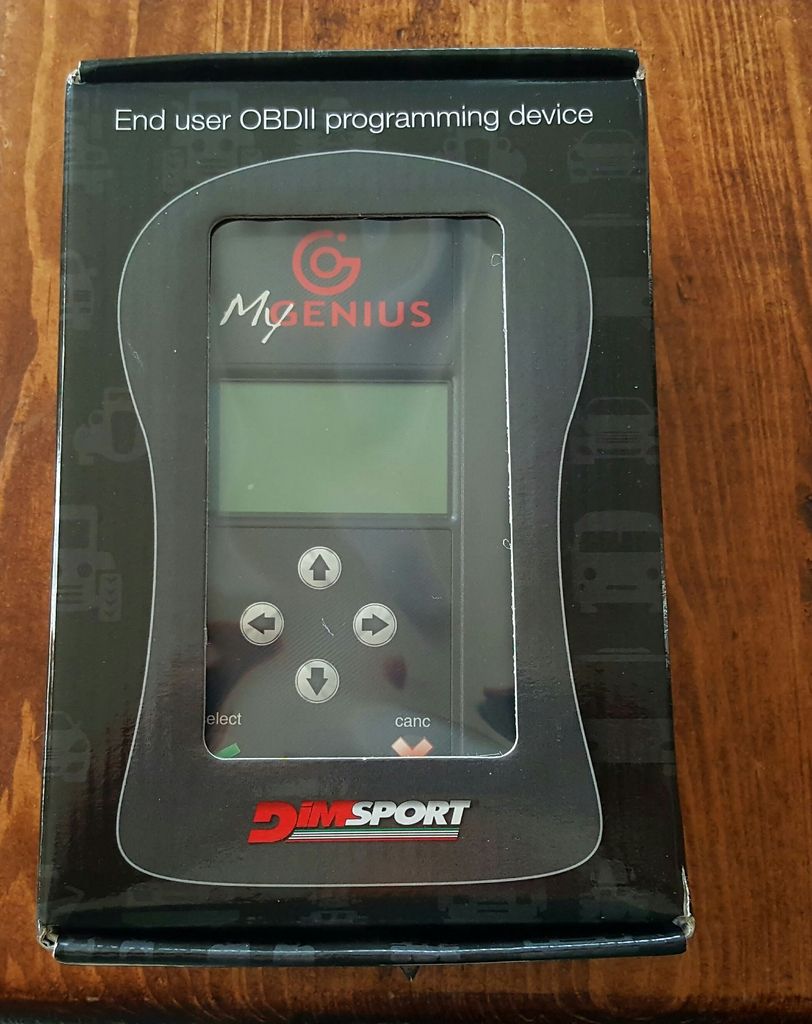 End user OBDII programming device
My GENIUS
elect
canc
DiMSPORT